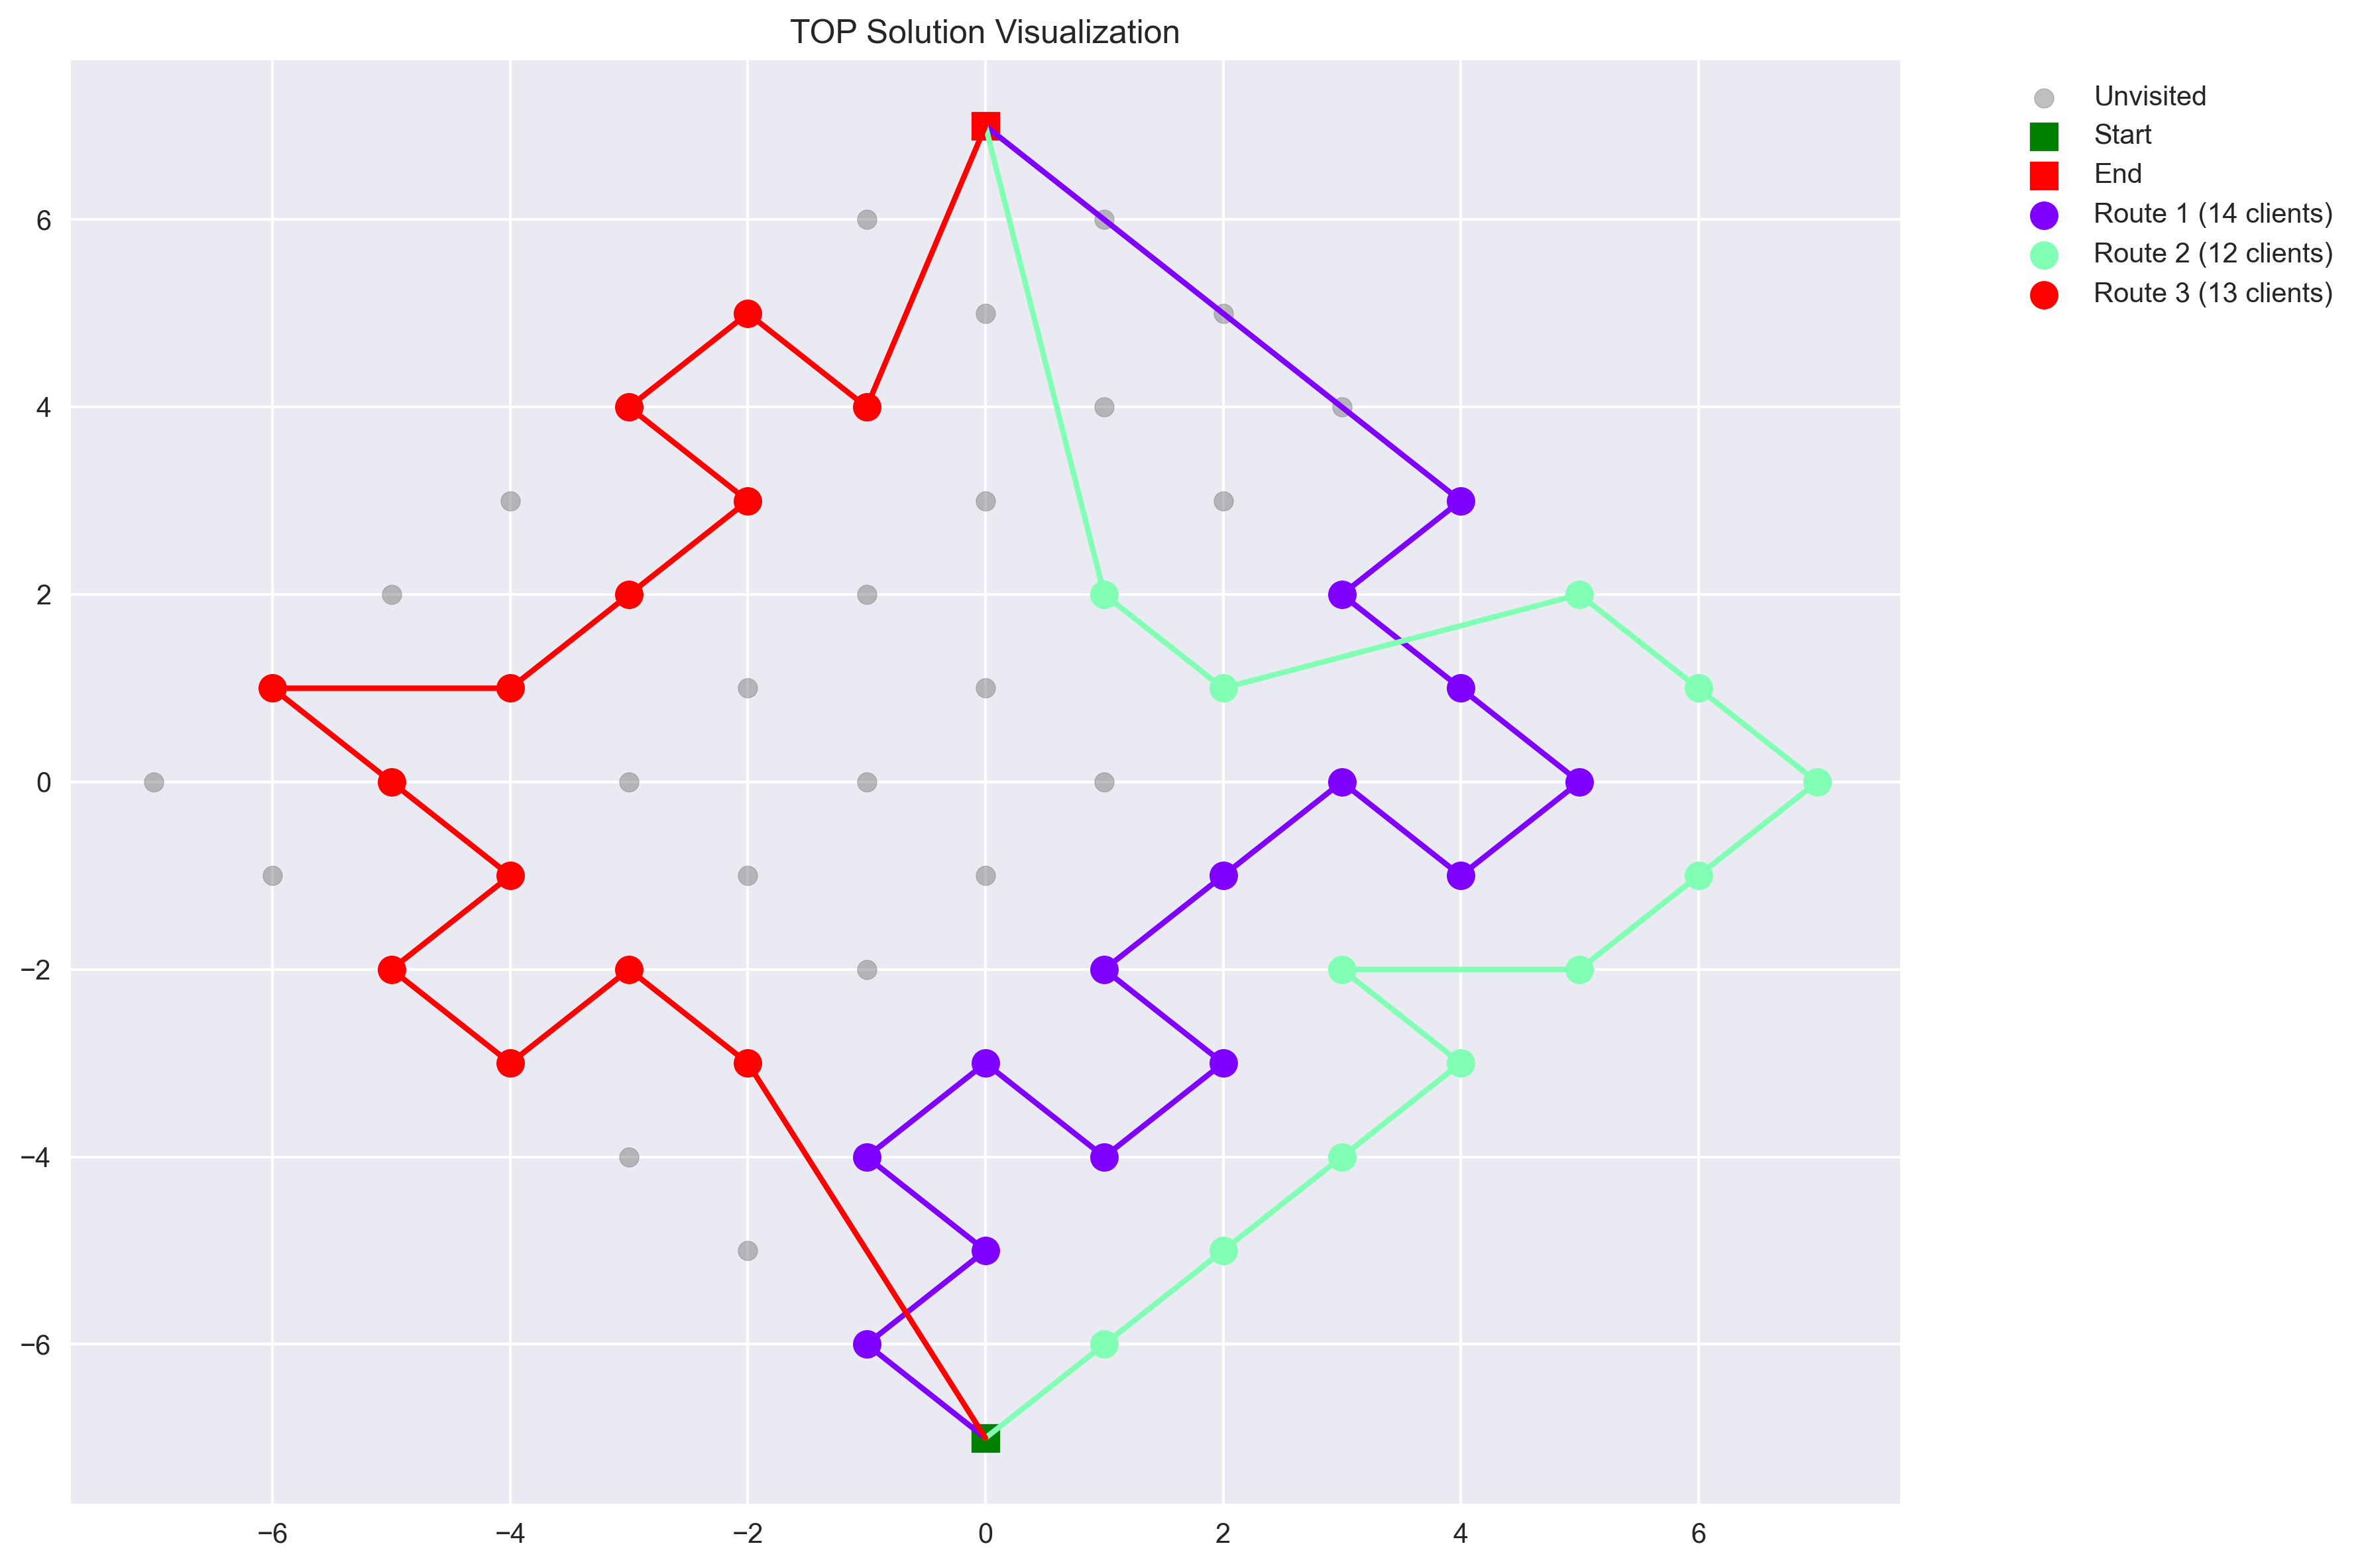 TOP Solution Visualization
Unvisited
Start
End
Route 1 (14 clients)
Route 2 (12 clients)
Route 3 (13 clients)
6
4
2
0
−2
−4
−6
−6 −4 −2 0 2 4 6